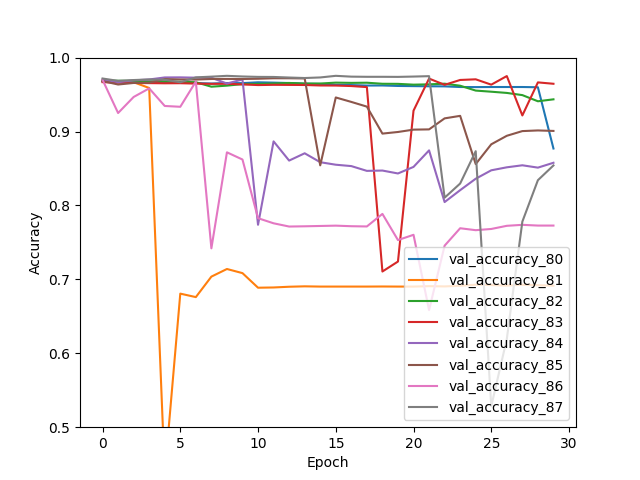 1.0
0.9
0.8
0.7
0.6
0.5
Accuracy
0 5 10 15 20 25 30
Epoch
val_accuracy_80
val_accuracy_81
val_accuracy_82
val_accuracy_83
val_accuracy_84
val_accuracy_85
val_accuracy_86
val_accuracy_87